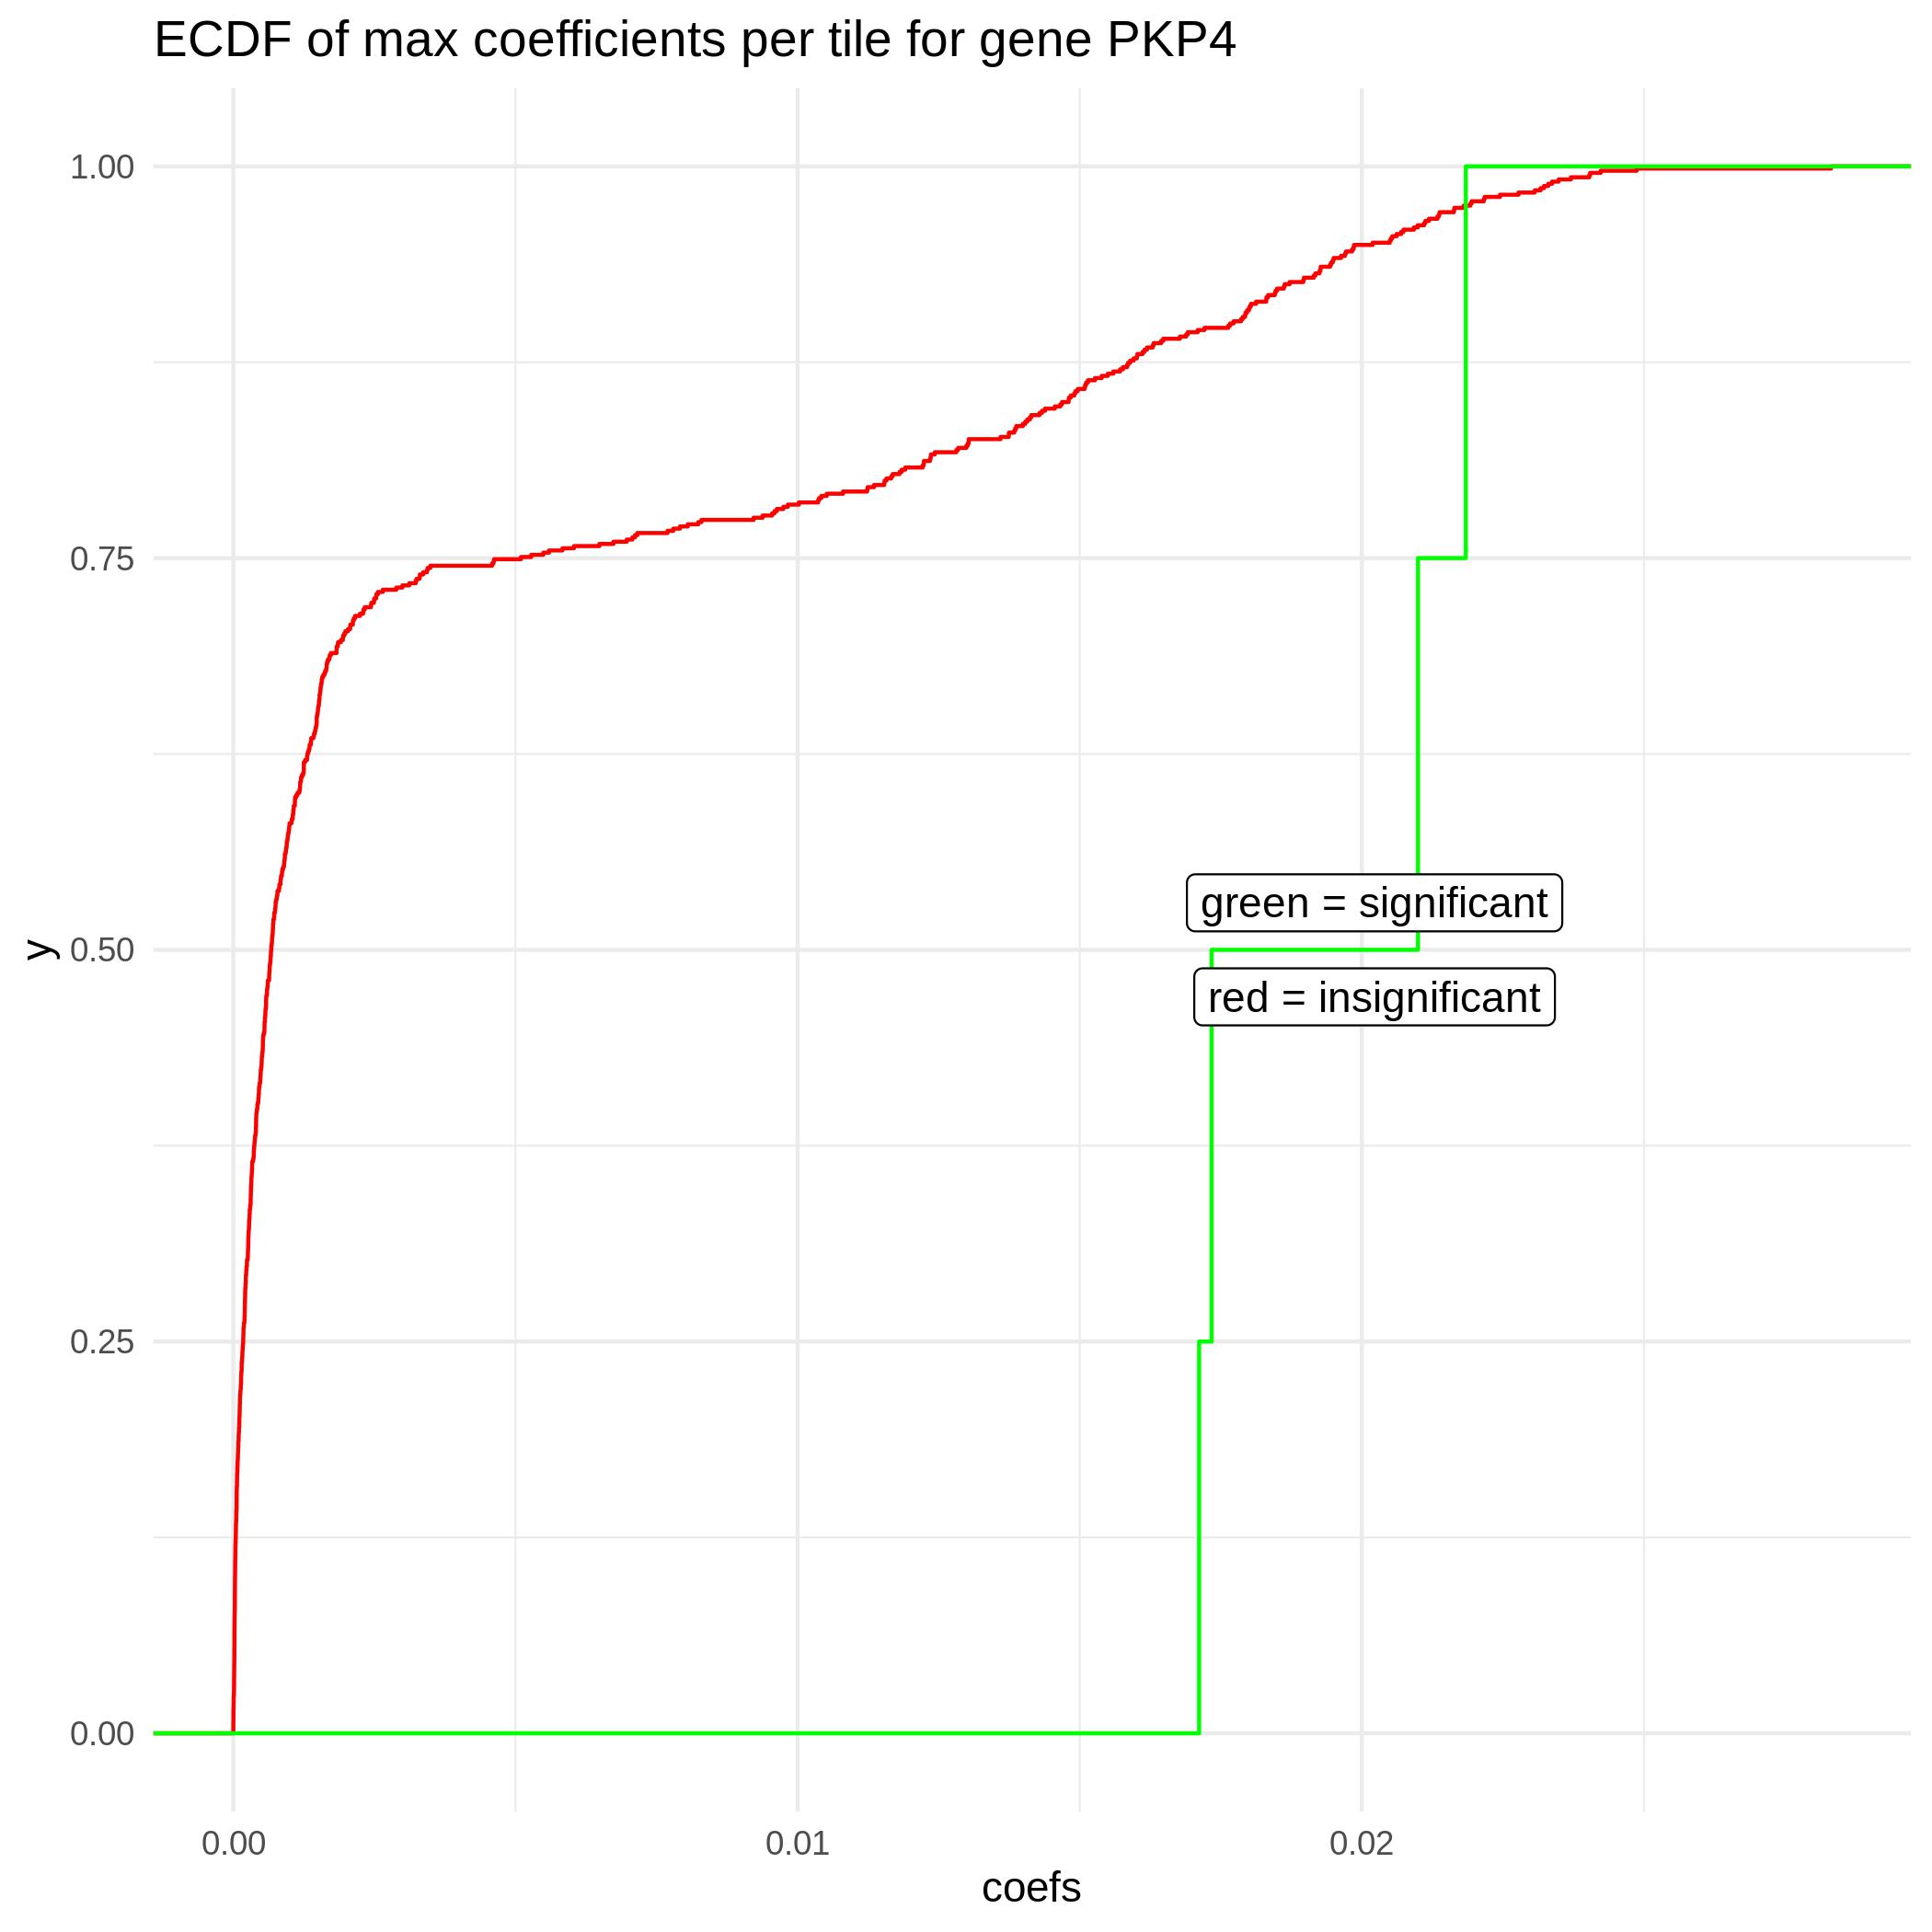 ECDF of max coefficients per tile for gene PKP4
1.00
0.75
0.50
0.25
0.00
y
green = significant
red = insignificant
0.00 0.01 0.02
coefs